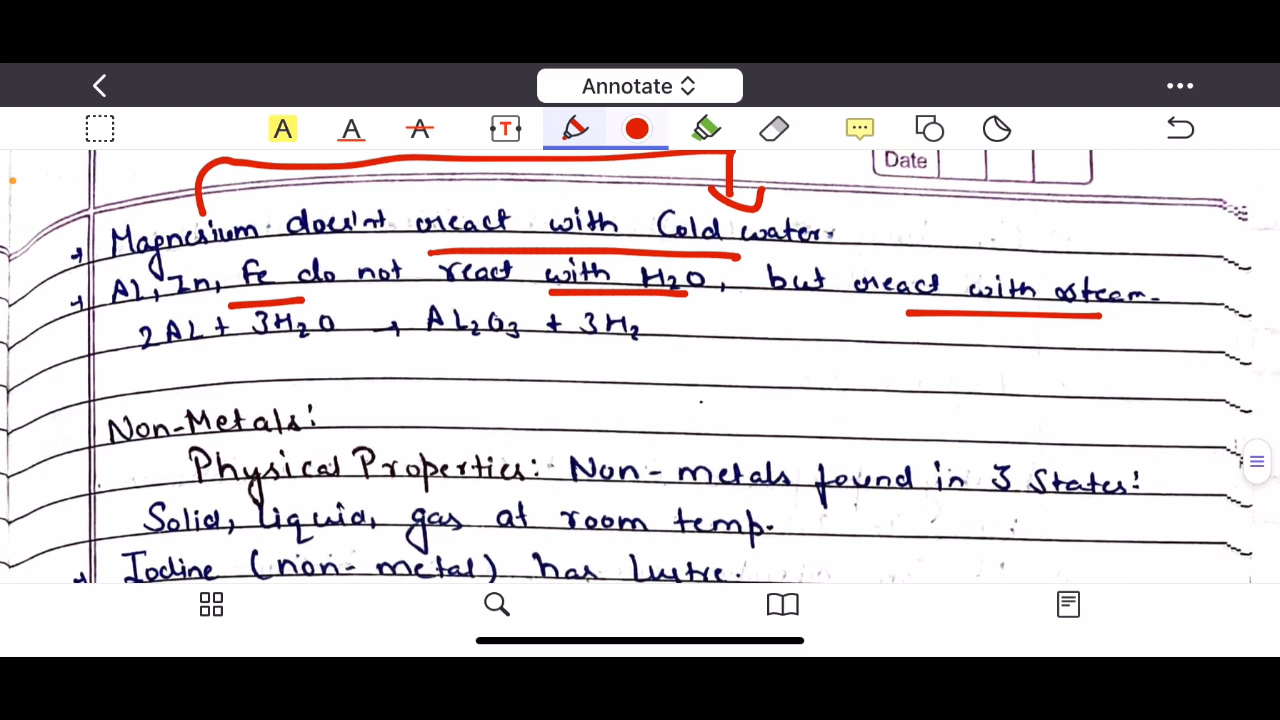 Annotate
A A A T
Date
Magnesium does'nt react with Cold water.
Al, Zn, Fe do not react with H2O, but react with steam.
2Al + 3H2O → Al2O3 + 3H2
Non-Metals:
Physical Properties: Non-metals found in 3 States:
Solid, liquid, gas at room temp.
Iodine (non-metal) has Lustre.